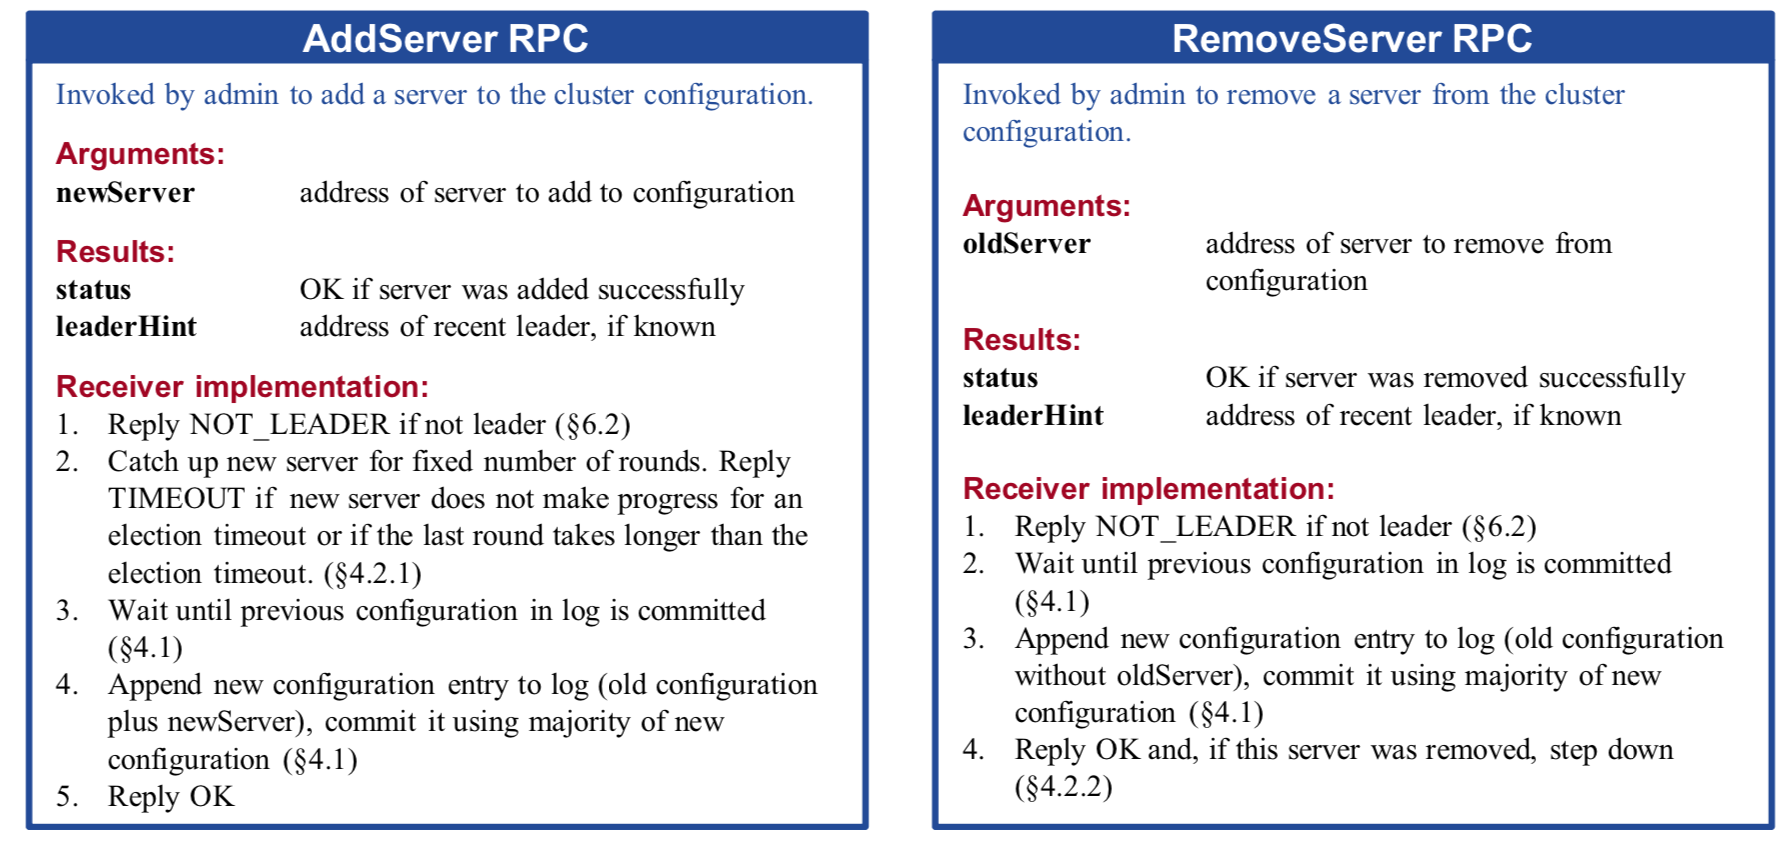 AddServer RPC
Invoked by admin to add a server to the cluster configuration.
Arguments:
newServer address of server to add to configuration
Results:
status OK if server was added successfully
leaderHint address of recent leader, if known
Receiver implementation:
1. Reply NOT_LEADER if not leader (§6.2)
2. Catch up new server for fixed number of rounds. Reply
TIMEOUT if new server does not make progress for an
election timeout or if the last round takes longer than the
election timeout. (§4.2.1)
3. Wait until previous configuration in log is committed
(§4.1)
4. Append new configuration entry to log (old configuration
plus newServer), commit it using majority of new
configuration (§4.1)
5. Reply OK
RemoveServer RPC
Invoked by admin to remove a server from the cluster
configuration.
Arguments:
oldServer address of server to remove from
configuration
Results:
status OK if server was removed successfully
leaderHint address of recent leader, if known
Receiver implementation:
1. Reply NOT_LEADER if not leader (§6.2)
2. Wait until previous configuration in log is committed
(§4.1)
3. Append new configuration entry to log (old configuration
without oldServer), commit it using majority of new
configuration (§4.1)
4. Reply OK and, if this server was removed, step down
(§4.2.2)